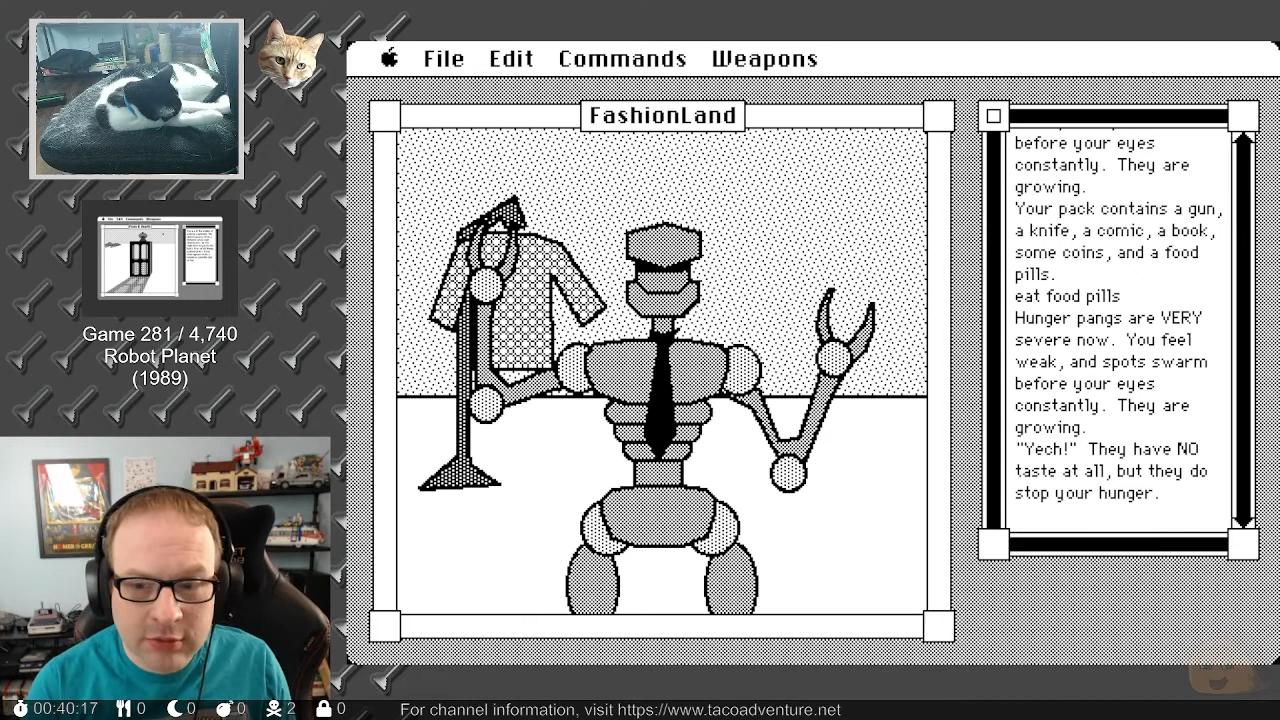 File Edit Commands Weapons
FashionLand
before your eyes
constantly. They are
growing.
Your pack contains a gun,
a knife, a comic, a book,
some coins, and a food
pills.
eat food pills
Hunger pangs are VERY
severe now. You feel
weak, and spots swarm
before your eyes
constantly. They are
growing.
"Yech!" They have NO
taste at all, but they do
stop your hunger.
Game 281 / 4,740
Robot Planet
(1989)
00:40:17 0 0 0 2 0
For channel information, visit https://www.tacoadventure.net